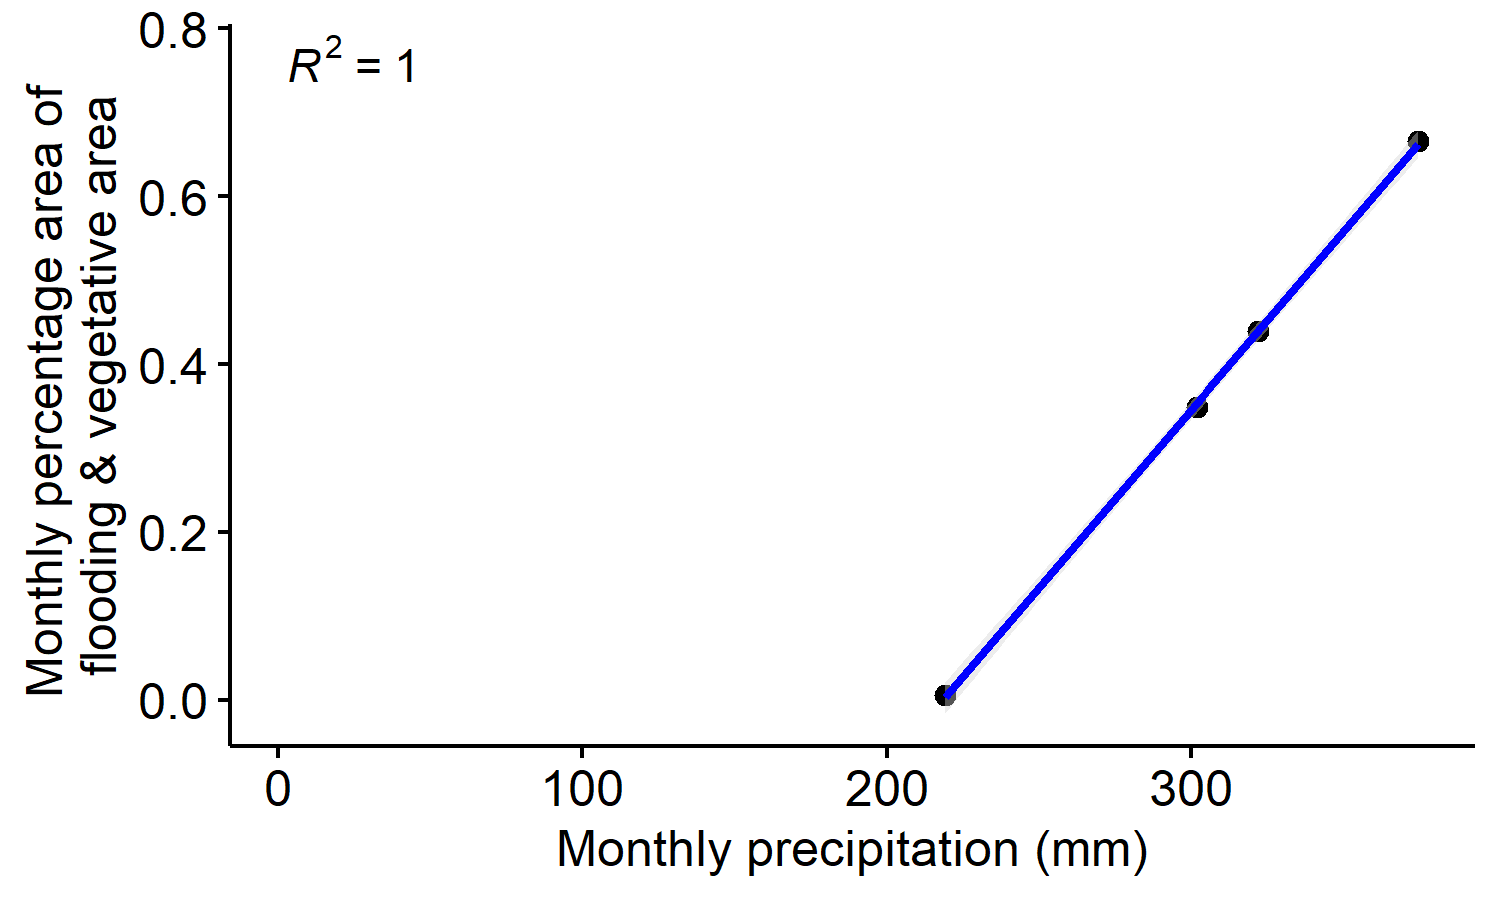 R² = 1
Monthly percentage area of
flooding & vegetative area
0.8
0.6
0.4
0.2
0.0
0 100 200 300
Monthly precipitation (mm)